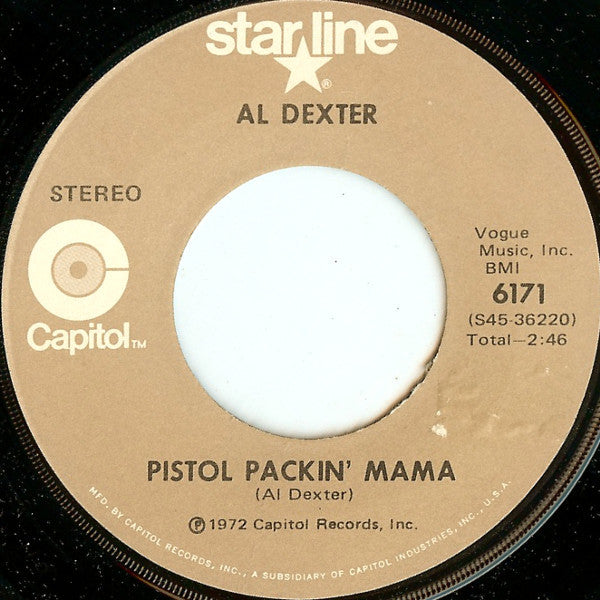 starline®
AL DEXTER
STEREO
Capitol™
Vogue
Music, Inc.
BMI
6171
(S45-36220)
Total—2:46
PISTOL PACKIN' MAMA
(Al Dexter)
℗1972 Capitol Records, Inc.
MFD. BY CAPITOL RECORDS, INC., A SUBSIDIARY OF CAPITOL INDUSTRIES, INC., U.S.A.